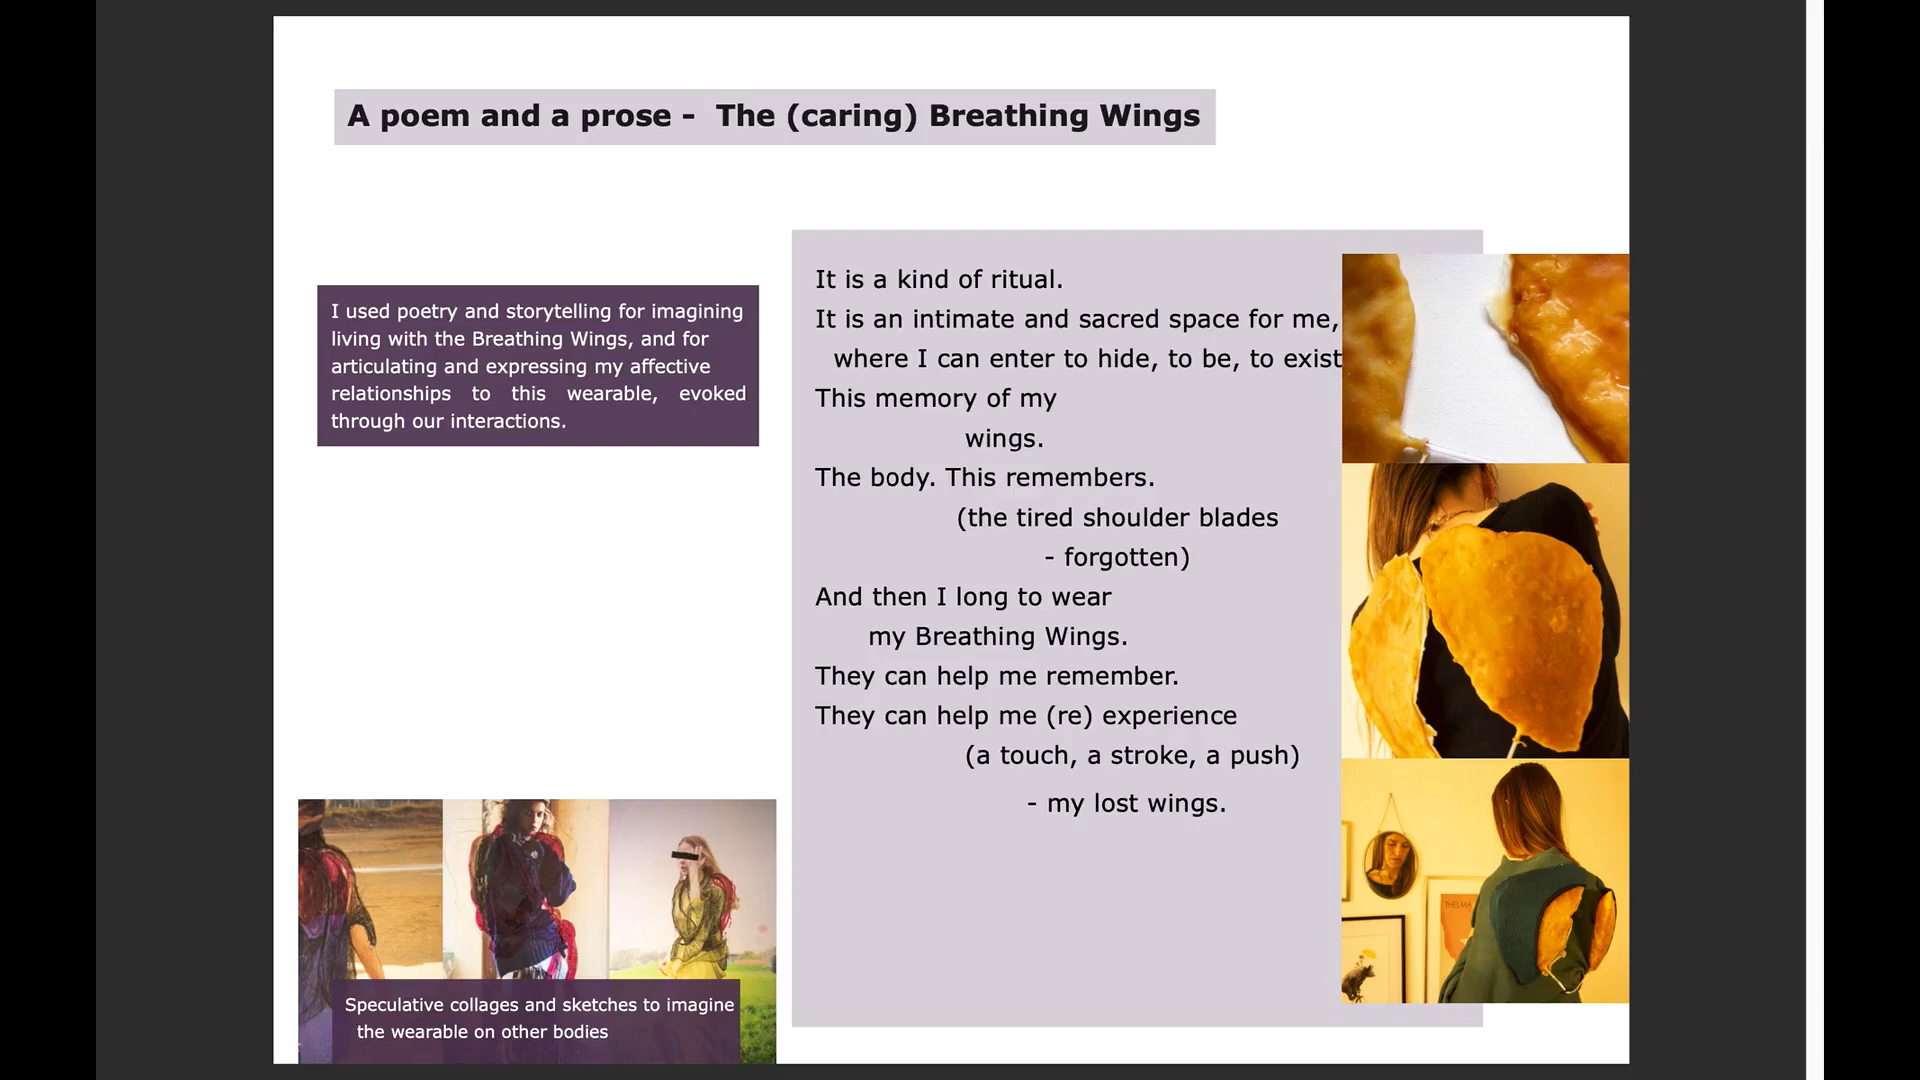 A poem and a prose - The (caring) Breathing Wings
I used poetry and storytelling for imagining
living with the Breathing Wings, and for
articulating and expressing my affective
relationships to this wearable, evoked
through our interactions.
It is a kind of ritual.
It is an intimate and sacred space for me,
where I can enter to hide, to be, to exist
This memory of my
wings.
The body. This remembers.
(the tired shoulder blades
- forgotten)
And then I long to wear
my Breathing Wings.
They can help me remember.
They can help me (re) experience
(a touch, a stroke, a push)
- my lost wings.
THELMA
Speculative collages and sketches to imagine
the wearable on other bodies